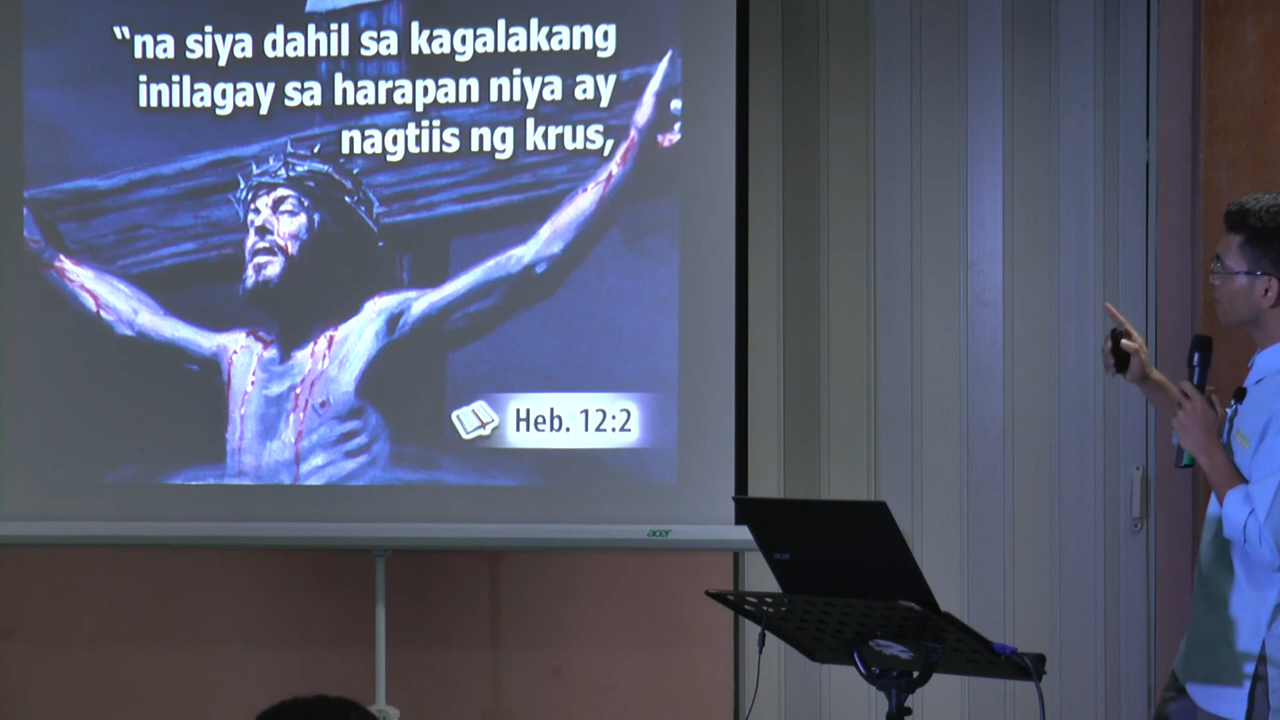 “na siya dahil sa kagalakang
inilagay sa harapan niya ay
nagtiis ng krus,
Heb. 12:2
acer